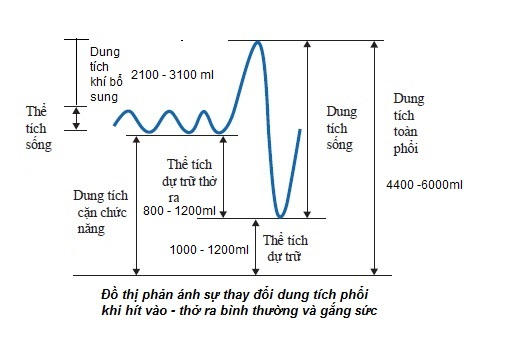 Dung
tích
khí bổ
sung
2100 - 3100 ml
Thể
tích
sống
Dung
tích
sống
Dung
tích
toàn
phổi
4400 -6000ml
Thể tích
dự trữ thở
ra
800 - 1200ml
Dung tích
cặn chức
năng
1000 - 1200ml
Thể tích
dự trữ
Đồ thị phản ánh sự thay đổi dung tích phổi
khi hít vào - thở ra bình thường và gắng sức